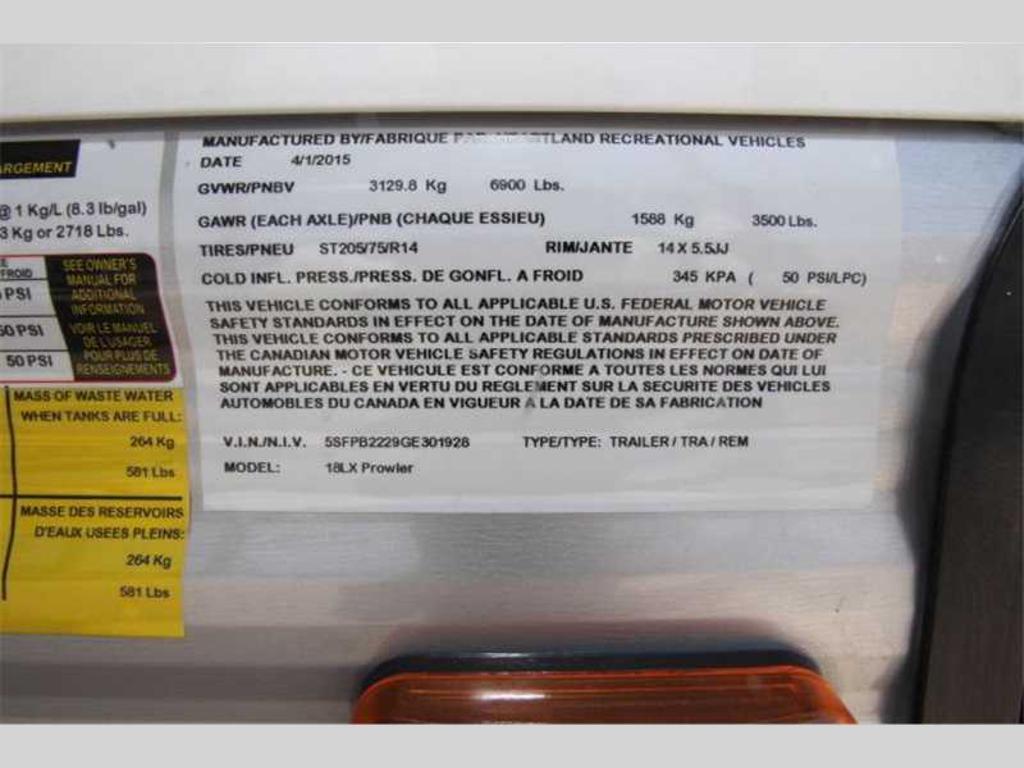 ARGEMENT
@ 1 Kg/L (8.3 lb/gal)
3 Kg or 2718 Lbs.
FROID
PSI
50 PSI
50 PSI
SEE OWNER'S
MANUAL FOR
ADDITIONAL
INFORMATION
VOIR LE MANUEL
DE L'USAGER
POUR PLUS DE
RENSEIGNEMENTS
MASS OF WASTE WATER
WHEN TANKS ARE FULL:
264 Kg
581 Lbs
MASSE DES RESERVOIRS
D'EAUX USEES PLEINS:
264 Kg
581 Lbs
MANUFACTURED BY/FABRIQUE PAR: HEARTLAND RECREATIONAL VEHICLES
DATE 4/1/2015
GVWR/PNBV 3129.8 Kg 6900 Lbs.
GAWR (EACH AXLE)/PNB (CHAQUE ESSIEU) 1588 Kg 3500 Lbs.
TIRES/PNEU ST205/75/R14 RIM/JANTE 14 X 5.5JJ
COLD INFL. PRESS./PRESS. DE GONFL. A FROID 345 KPA ( 50 PSI/LPC)
THIS VEHICLE CONFORMS TO ALL APPLICABLE U.S. FEDERAL MOTOR VEHICLE
SAFETY STANDARDS IN EFFECT ON THE DATE OF MANUFACTURE SHOWN ABOVE.
THIS VEHICLE CONFORMS TO ALL APPLICABLE STANDARDS PRESCRIBED UNDER
THE CANADIAN MOTOR VEHICLE SAFETY REGULATIONS IN EFFECT ON DATE OF
MANUFACTURE. - CE VEHICULE EST CONFORME A TOUTES LES NORMES QUI LUI
SONT APPLICABLES EN VERTU DU REGLEMENT SUR LA SECURITE DES VEHICLES
AUTOMOBLES DU CANADA EN VIGUEUR A LA DATE DE SA FABRICATION
V.I.N./N.I.V. 5SFPB2229GE301928 TYPE/TYPE: TRAILER / TRA / REM
MODEL: 18LX Prowler